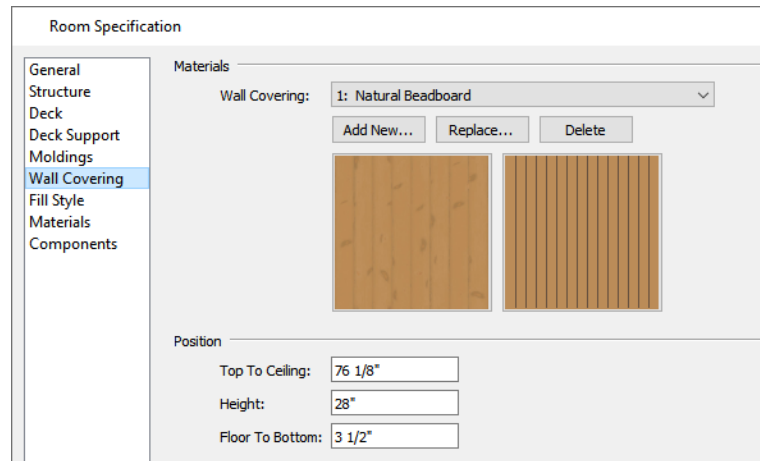 Room Specification
General
Structure
Deck
Deck Support
Moldings
Wall Covering
Fill Style
Materials
Components
Materials
Wall Covering: 1: Natural Beadboard
Add New... Replace... Delete
Position
Top To Ceiling: 76 1/8"
Height: 28"
Floor To Bottom: 3 1/2"